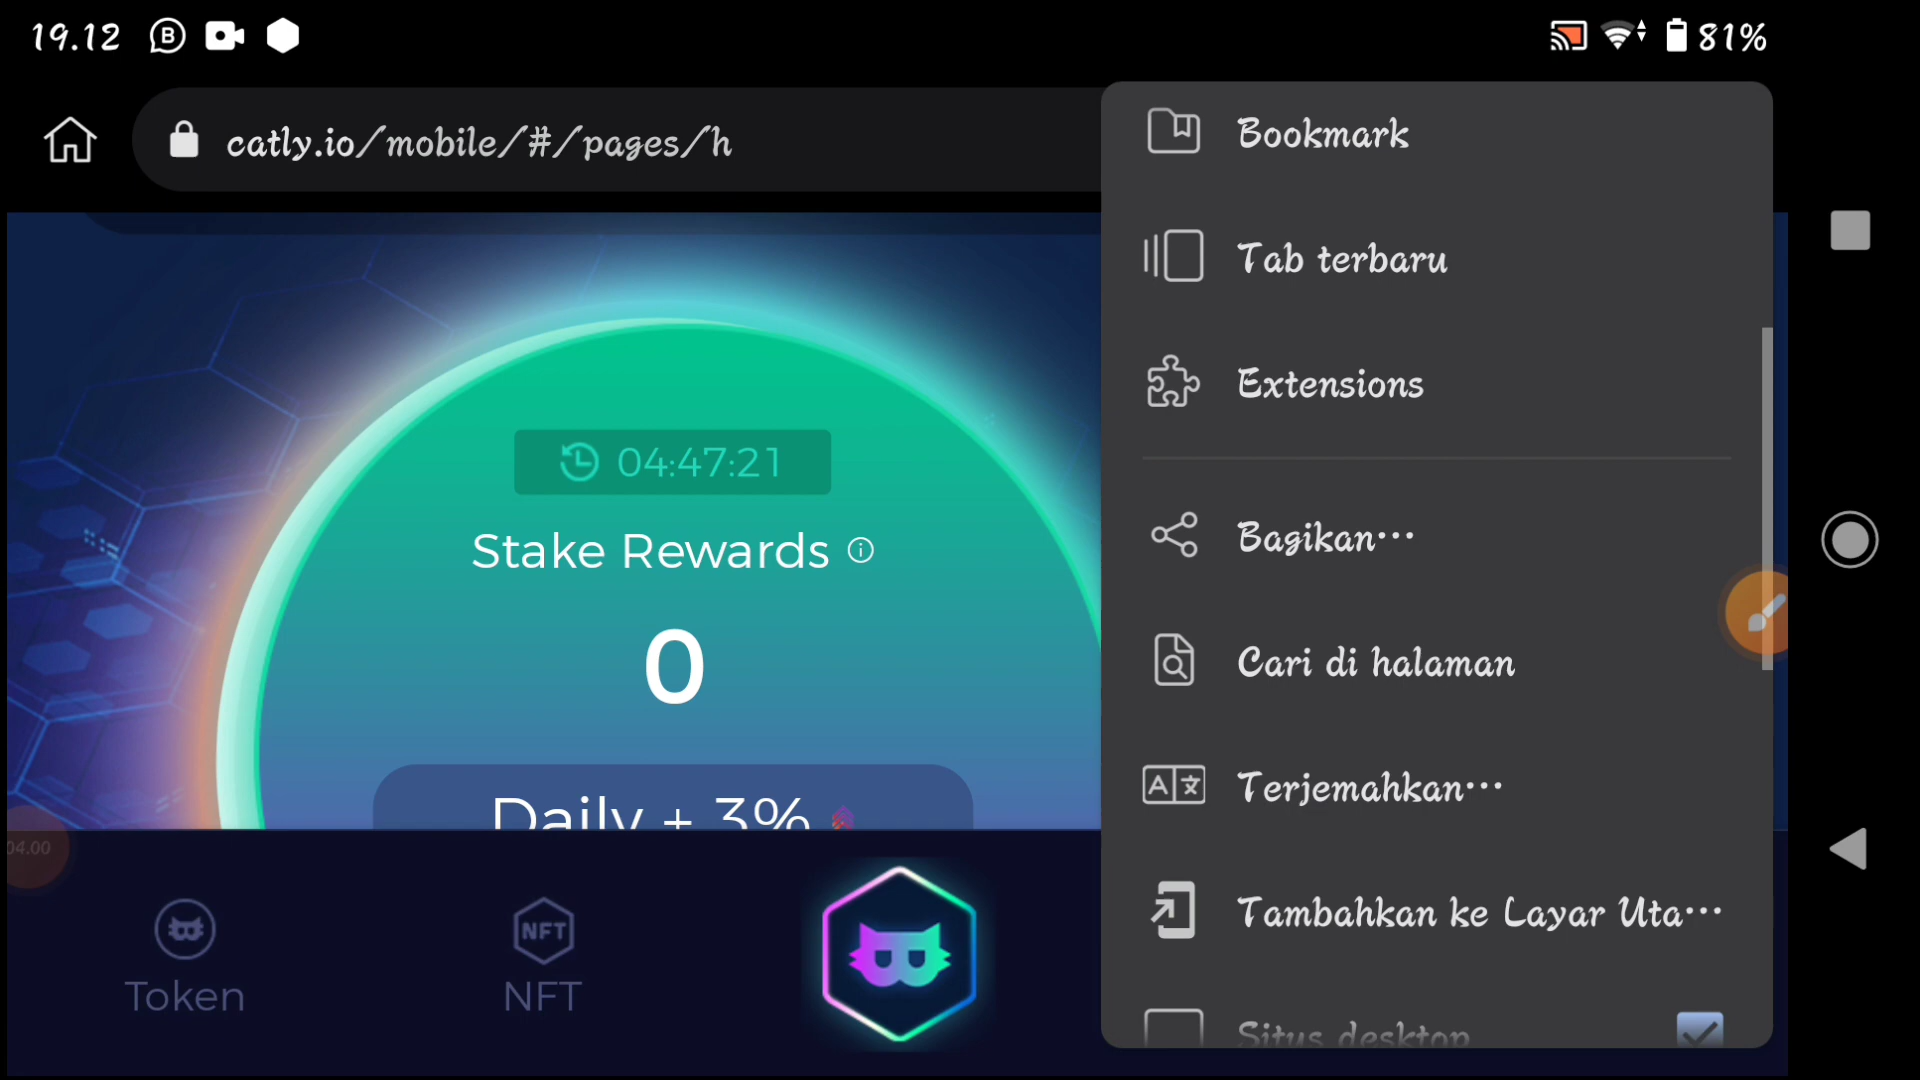 19.12
81%
catly.io/mobile/#/pages/h
Bookmark
Tab terbaru
Extensions
Bagikan…
Cari di halaman
Terjemahkan…
Tambahkan ke Layar Uta…
Situs desktop
04:47:21
Stake Rewards
0
Daily + 3%
04.00
Token
NFT
NFT